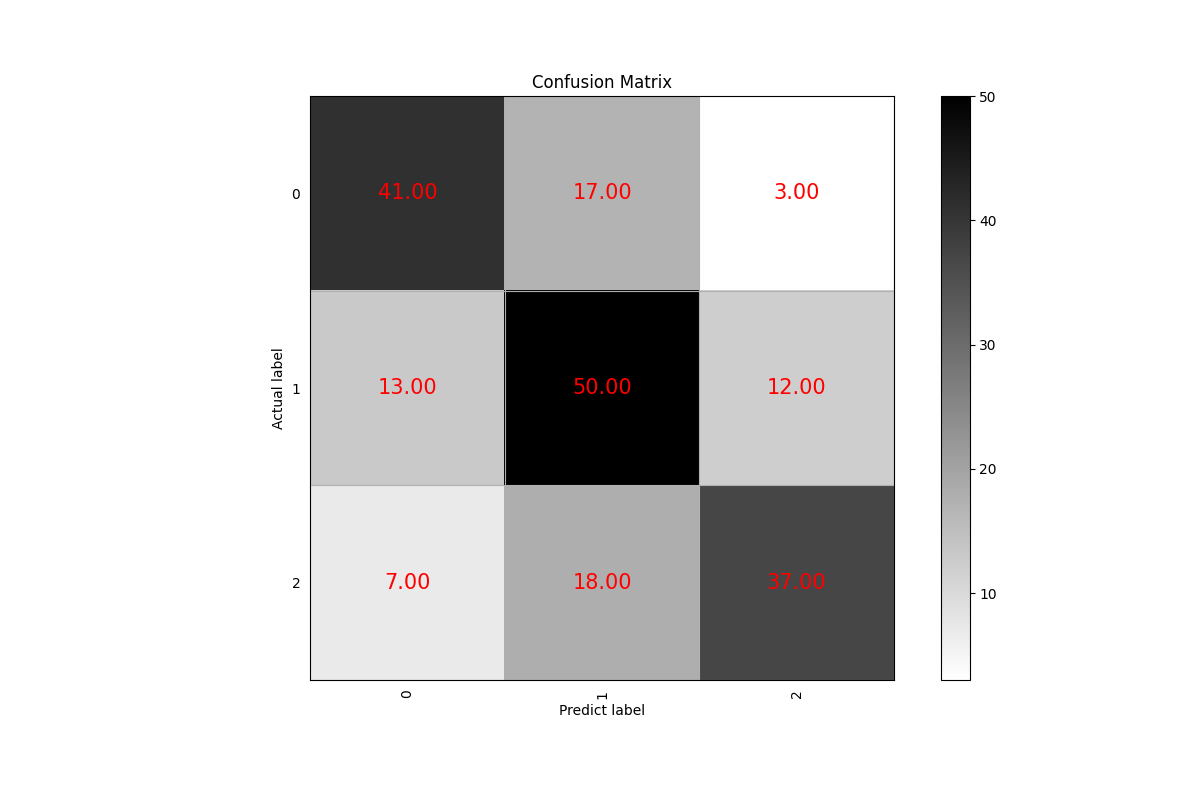 Confusion Matrix
50
0 41.00 17.00 3.00
40
30
Actual label
1 13.00 50.00 12.00
20
2 7.00 18.00 37.00
10
0 1 2
Predict label